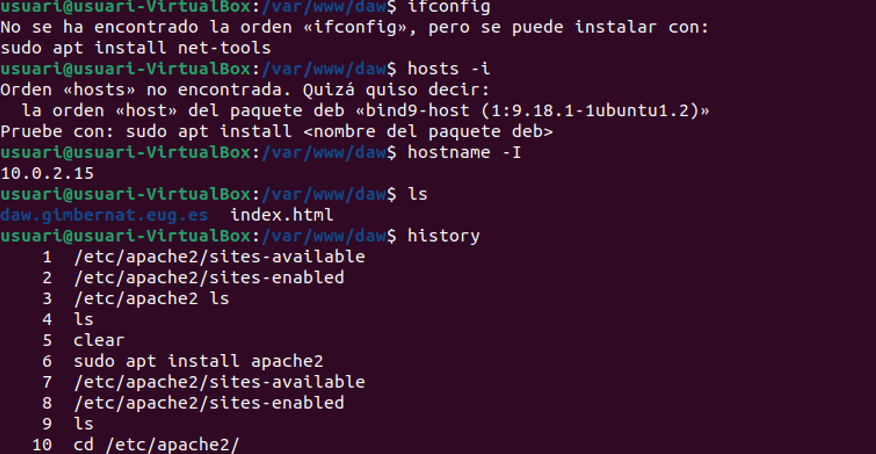 usuari@usuari-VirtualBox:/var/www/daw$ ifconfig
No se ha encontrado la orden «ifconfig», pero se puede instalar con:
sudo apt install net-tools
usuari@usuari-VirtualBox:/var/www/daw$ hosts -i
Orden «hosts» no encontrada. Quizá quiso decir:
  la orden «host» del paquete deb «bind9-host (1:9.18.1-1ubuntu1.2)»
Pruebe con: sudo apt install <nombre del paquete deb>
usuari@usuari-VirtualBox:/var/www/daw$ hostname -I
10.0.2.15
usuari@usuari-VirtualBox:/var/www/daw$ ls
daw.gimbernat.eug.es  index.html
usuari@usuari-VirtualBox:/var/www/daw$ history
    1  /etc/apache2/sites-available
    2  /etc/apache2/sites-enabled
    3  /etc/apache2 ls
    4  ls
    5  clear
    6  sudo apt install apache2
    7  /etc/apache2/sites-available
    8  /etc/apache2/sites-enabled
    9  ls
   10  cd /etc/apache2/